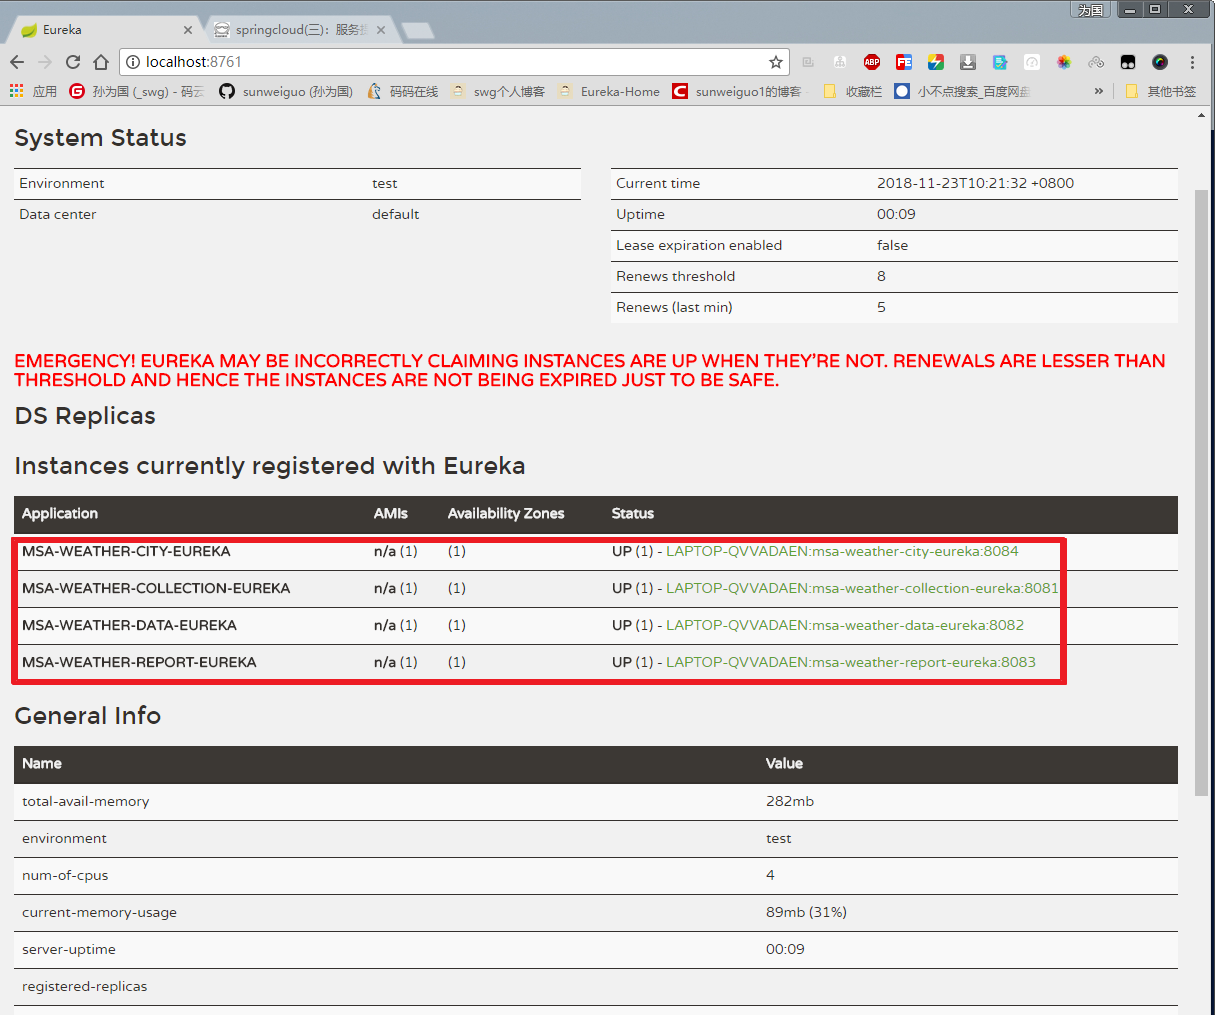 为国
Eureka
springcloud(三)：服务
localhost:8761
ABP
FE
应用
孙为国 (_swg) - 码云
sunweiguo (孙为国)
码码在线
swg个人博客
Eureka-Home
sunweiguo1的博客
收藏栏
小不点搜索_百度网盘
»
其他书签
System Status
Environment test
Data center default
Current time 2018-11-23T10:21:32 +0800
Uptime 00:09
Lease expiration enabled false
Renews threshold 8
Renews (last min) 5
EMERGENCY! EUREKA MAY BE INCORRECTLY CLAIMING INSTANCES ARE UP WHEN THEY'RE NOT. RENEWALS ARE LESSER THAN
THRESHOLD AND HENCE THE INSTANCES ARE NOT BEING EXPIRED JUST TO BE SAFE.
DS Replicas
Instances currently registered with Eureka
Application AMIs Availability Zones Status
MSA-WEATHER-CITY-EUREKA n/a (1) (1) UP (1) - LAPTOP-QVVADAEN:msa-weather-city-eureka:8084
MSA-WEATHER-COLLECTION-EUREKA n/a (1) (1) UP (1) - LAPTOP-QVVADAEN:msa-weather-collection-eureka:8081
MSA-WEATHER-DATA-EUREKA n/a (1) (1) UP (1) - LAPTOP-QVVADAEN:msa-weather-data-eureka:8082
MSA-WEATHER-REPORT-EUREKA n/a (1) (1) UP (1) - LAPTOP-QVVADAEN:msa-weather-report-eureka:8083
General Info
Name Value
total-avail-memory 282mb
environment test
num-of-cpus 4
current-memory-usage 89mb (31%)
server-uptime 00:09
registered-replicas